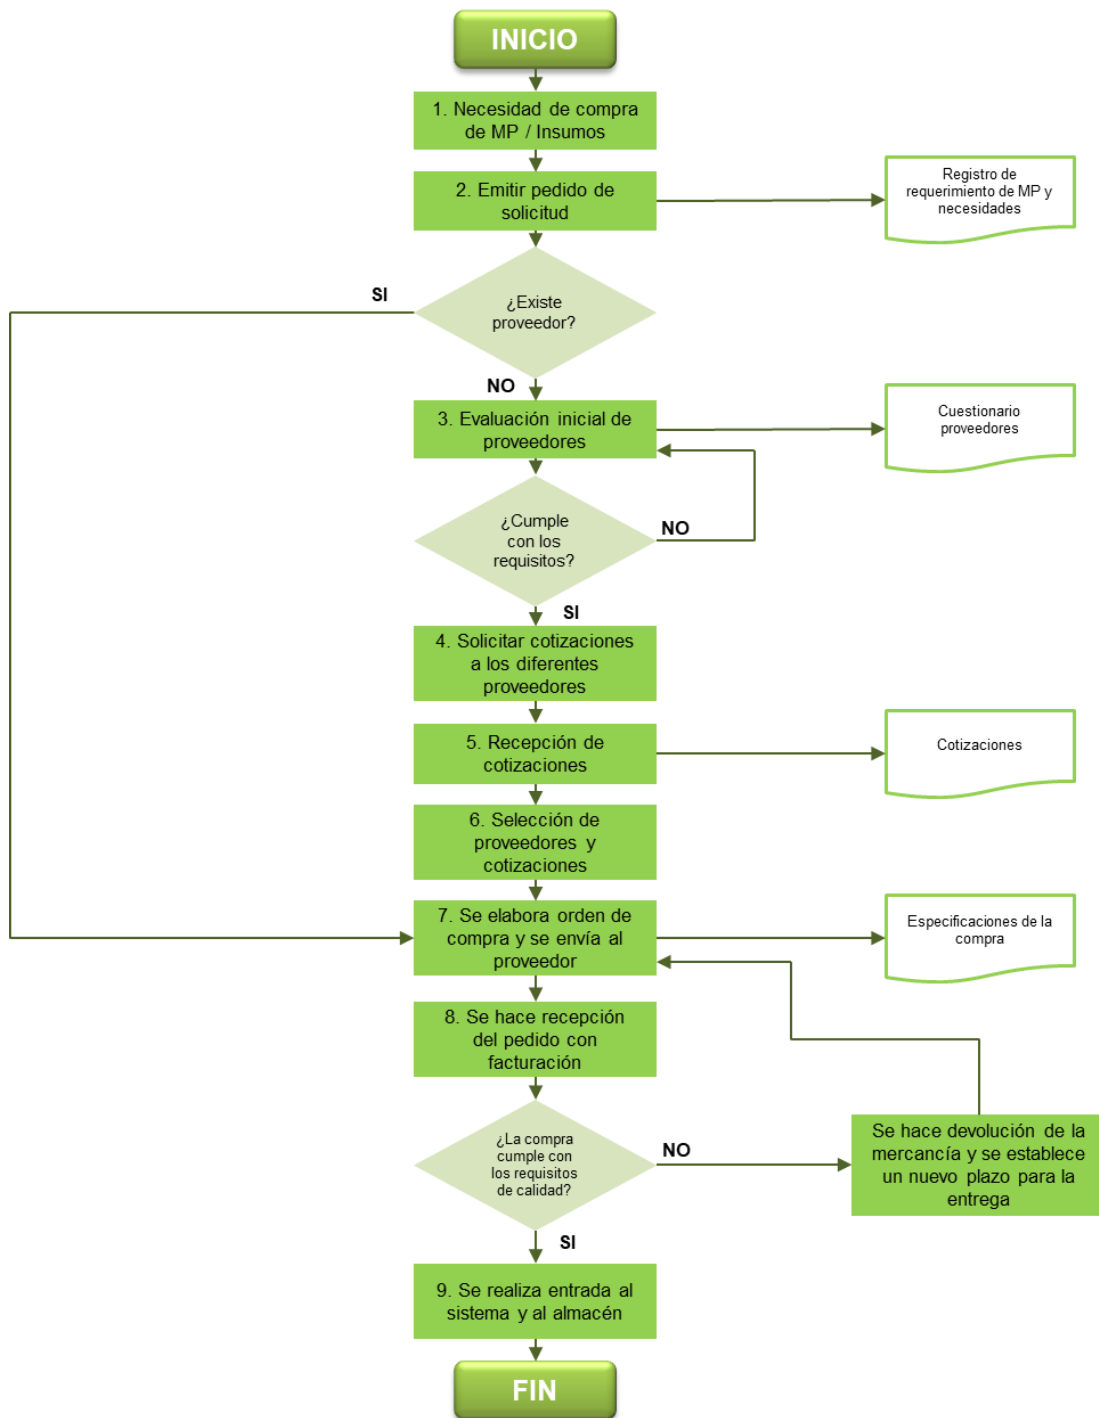 INICIO
1. Necesidad de compra
de MP / Insumos
2. Emitir pedido de
solicitud
Registro de
requerimiento de MP y
necesidades
SI
¿Existe
proveedor?
NO
3. Evaluación inicial de
proveedores
Cuestionario
proveedores
¿Cumple
con los
requisitos?
NO
SI
4. Solicitar cotizaciones
a los diferentes
proveedores
5. Recepción de
cotizaciones
Cotizaciones
6. Selección de
proveedores y
cotizaciones
7. Se elabora orden de
compra y se envía al
proveedor
Especificaciones de la
compra
8. Se hace recepción
del pedido con
facturación
¿La compra
cumple con
los requisitos
de calidad?
NO
Se hace devolución de la
mercancía y se establece
un nuevo plazo para la
entrega
SI
9. Se realiza entrada al
sistema y al almacén
FIN